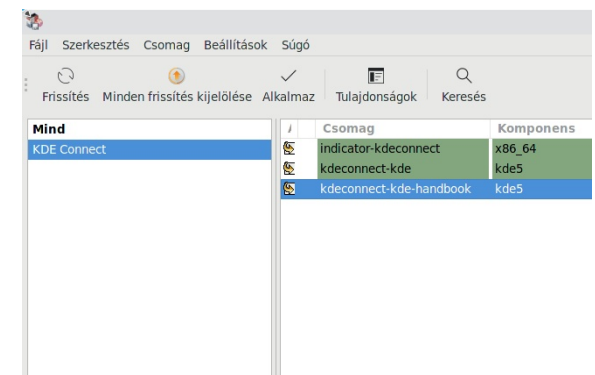 Fájl Szerkesztés Csomag Beállítások Súgó
Frissítés Minden frissítés kijelölése Alkalmaz Tulajdonságok Keresés
Mind
KDE Connect
/ Csomag Komponens
indicator-kdeconnect x86_64
kdeconnect-kde kde5
kdeconnect-kde-handbook kde5